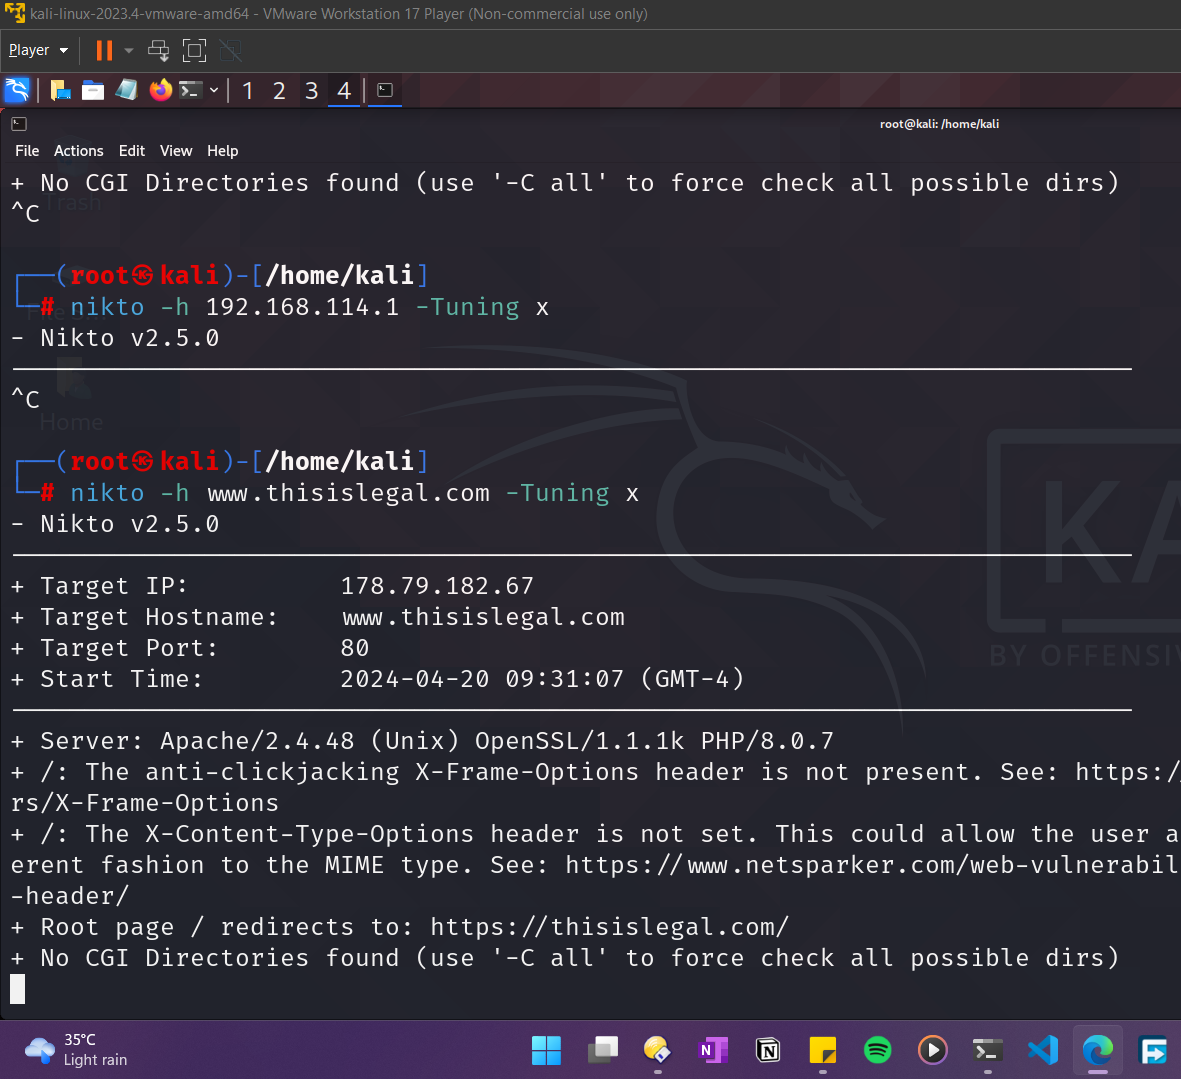 kali-linux-2023.4-vmware-amd64 - VMware Workstation 17 Player (Non-commercial use only)
Player
1 2 3 4
root@kali: /home/kali
File Actions Edit View Help
+ No CGI Directories found (use '-C all' to force check all possible dirs)
^C
Trash
(root㉿kali)-[/home/kali]
# nikto -h 192.168.114.1 -Tuning x
- Nikto v2.5.0
^C
Home
(root㉿kali)-[/home/kali]
# nikto -h www.thisislegal.com -Tuning x
- Nikto v2.5.0
+ Target IP: 178.79.182.67
+ Target Hostname: www.thisislegal.com
+ Target Port: 80
+ Start Time: 2024-04-20 09:31:07 (GMT-4)
KA
BY OFFENSI
+ Server: Apache/2.4.48 (Unix) OpenSSL/1.1.1k PHP/8.0.7
+ /: The anti-clickjacking X-Frame-Options header is not present. See: https:/
rs/X-Frame-Options
+ /: The X-Content-Type-Options header is not set. This could allow the user a
erent fashion to the MIME type. See: https://www.netsparker.com/web-vulnerabil
-header/
+ Root page / redirects to: https://thisislegal.com/
+ No CGI Directories found (use '-C all' to force check all possible dirs)
35°C
Light rain